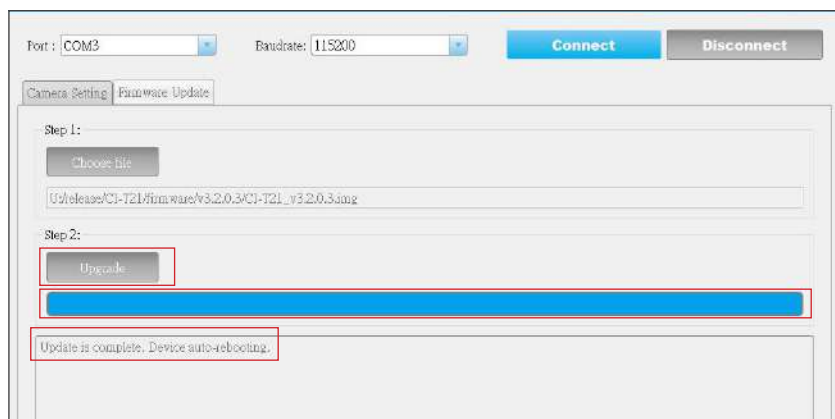 Port : COM3 Baudrate: 115200 Connect Disconnect
Camera Setting Firmware Update
Step 1:
Choose file
U:/release/CI-T21/firmware/v3.2.0.3/CI-T21_v3.2.0.3.img
Step 2:
Upgrade
Update is complete. Device auto-rebooting.